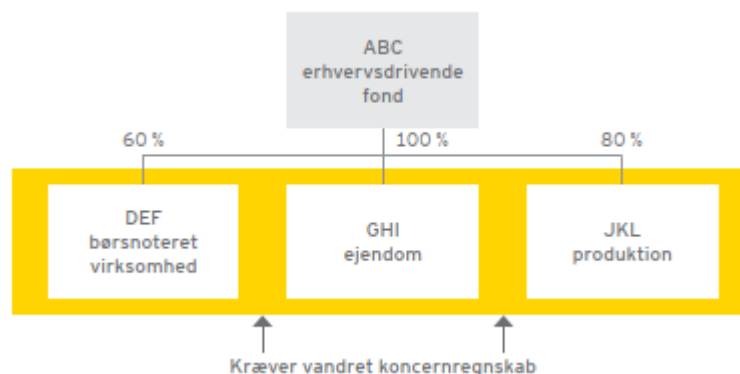 ABC
erhvervsdrivende
fond
60 %
100 %
80 %
DEF
børsnoteret
virksomhed
GHI
ejendom
JKL
produktion
Kræver vandret koncernregnskab